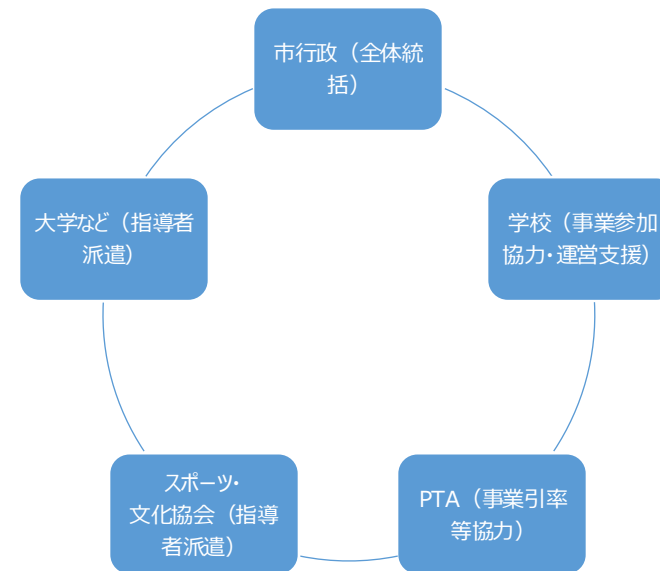 市行政（全体統
括）
大学など（指導者
派遣）
学校（事業参加
協力・運営支援）
スポーツ・
文化協会（指導
者派遣）
PTA（事業引率
等協力）